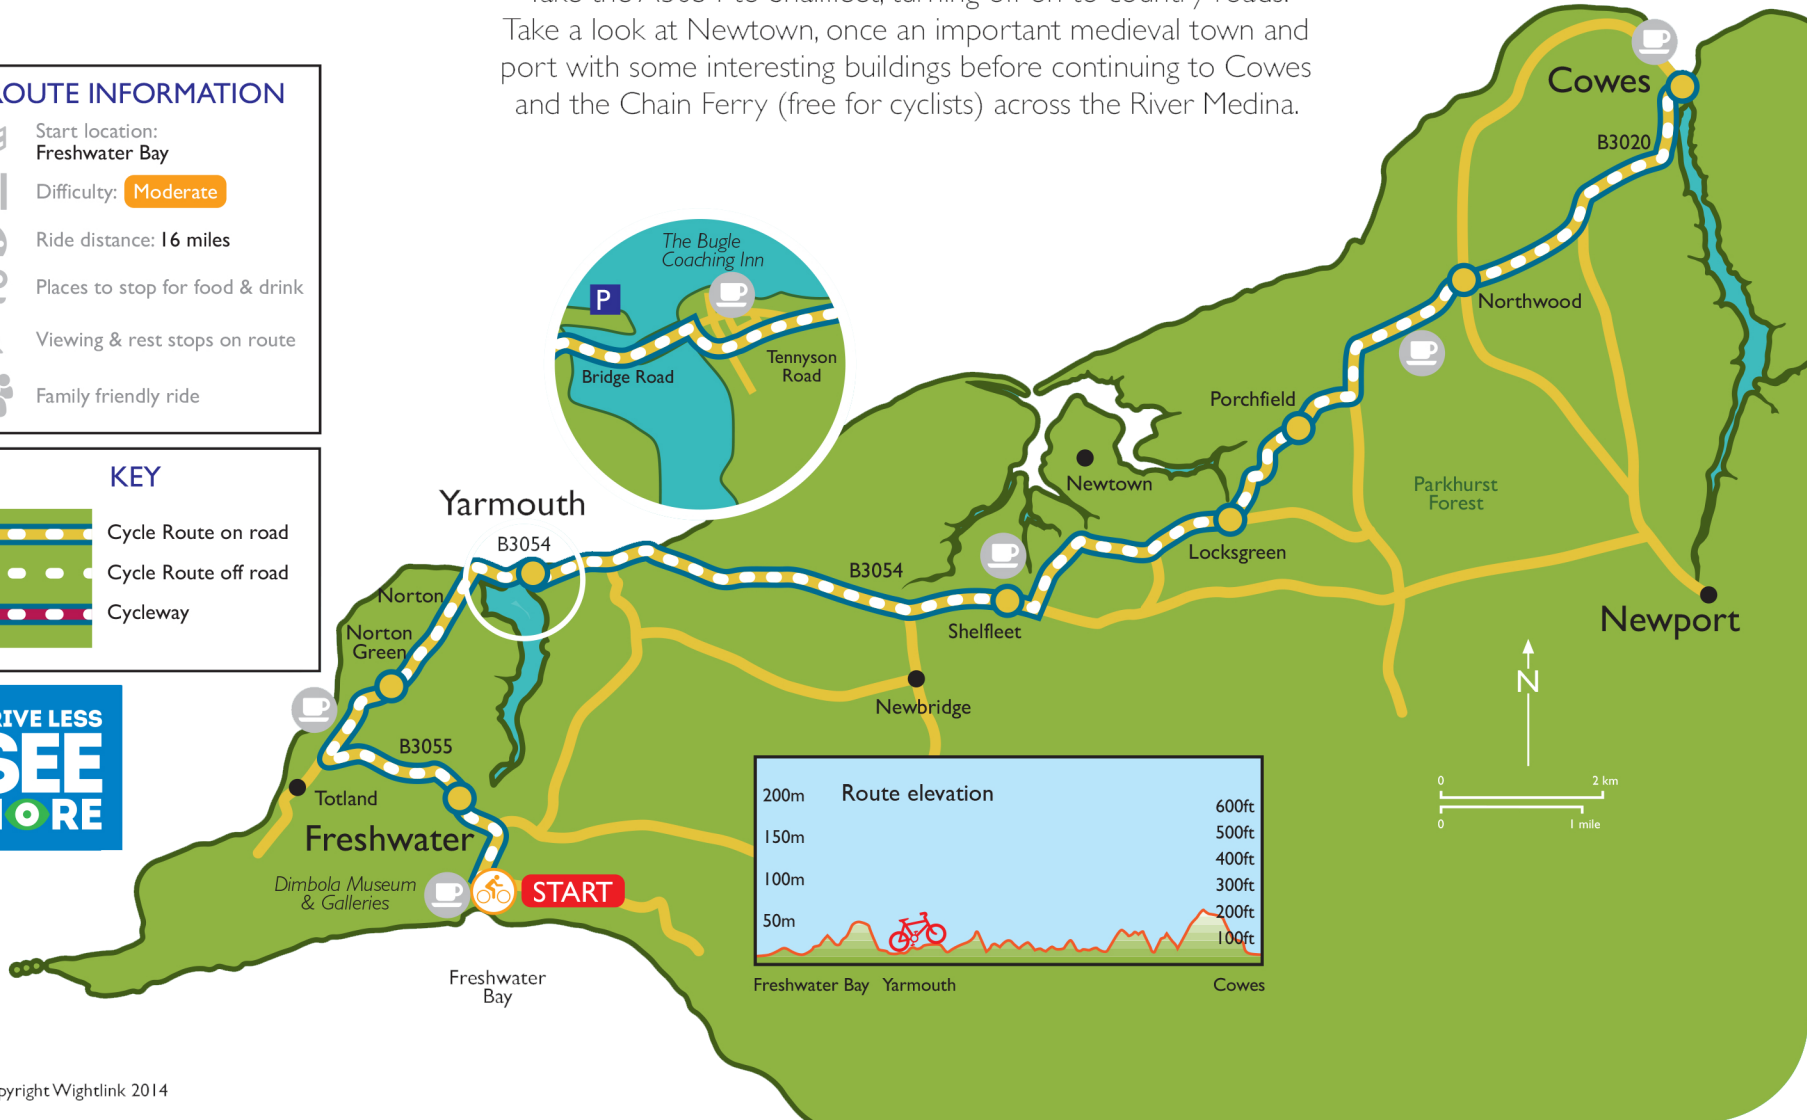 Take a look at Newtown, once an important medieval town and
port with some interesting buildings before continuing to Cowes
and the Chain Ferry (free for cyclists) across the River Medina.
ROUTE INFORMATION
Start location:
Freshwater Bay
Difficulty: Moderate
Ride distance: 16 miles
Places to stop for food & drink
Viewing & rest stops on route
Family friendly ride
KEY
Cycle Route on road
Cycle Route off road
Cycleway
RIVE LESS
SEE
MORE
The Bugle
Coaching Inn
P
Bridge Road
Tennyson
Road
Cowes
B3020
Northwood
Porchfield
Parkhurst
Forest
Newtown
Locksgreen
Yarmouth
B3054
B3054
Norton
Norton
Green
Shelfleet
Newport
Newbridge
N
B3055
Totland
Freshwater
Dimbola Museum
& Galleries
START
Freshwater
Bay
0 2 km
0 1 mile
Route elevation
200m
150m
100m
50m
600ft
500ft
400ft
300ft
200ft
100ft
Freshwater Bay Yarmouth Cowes
pyright Wightlink 2014